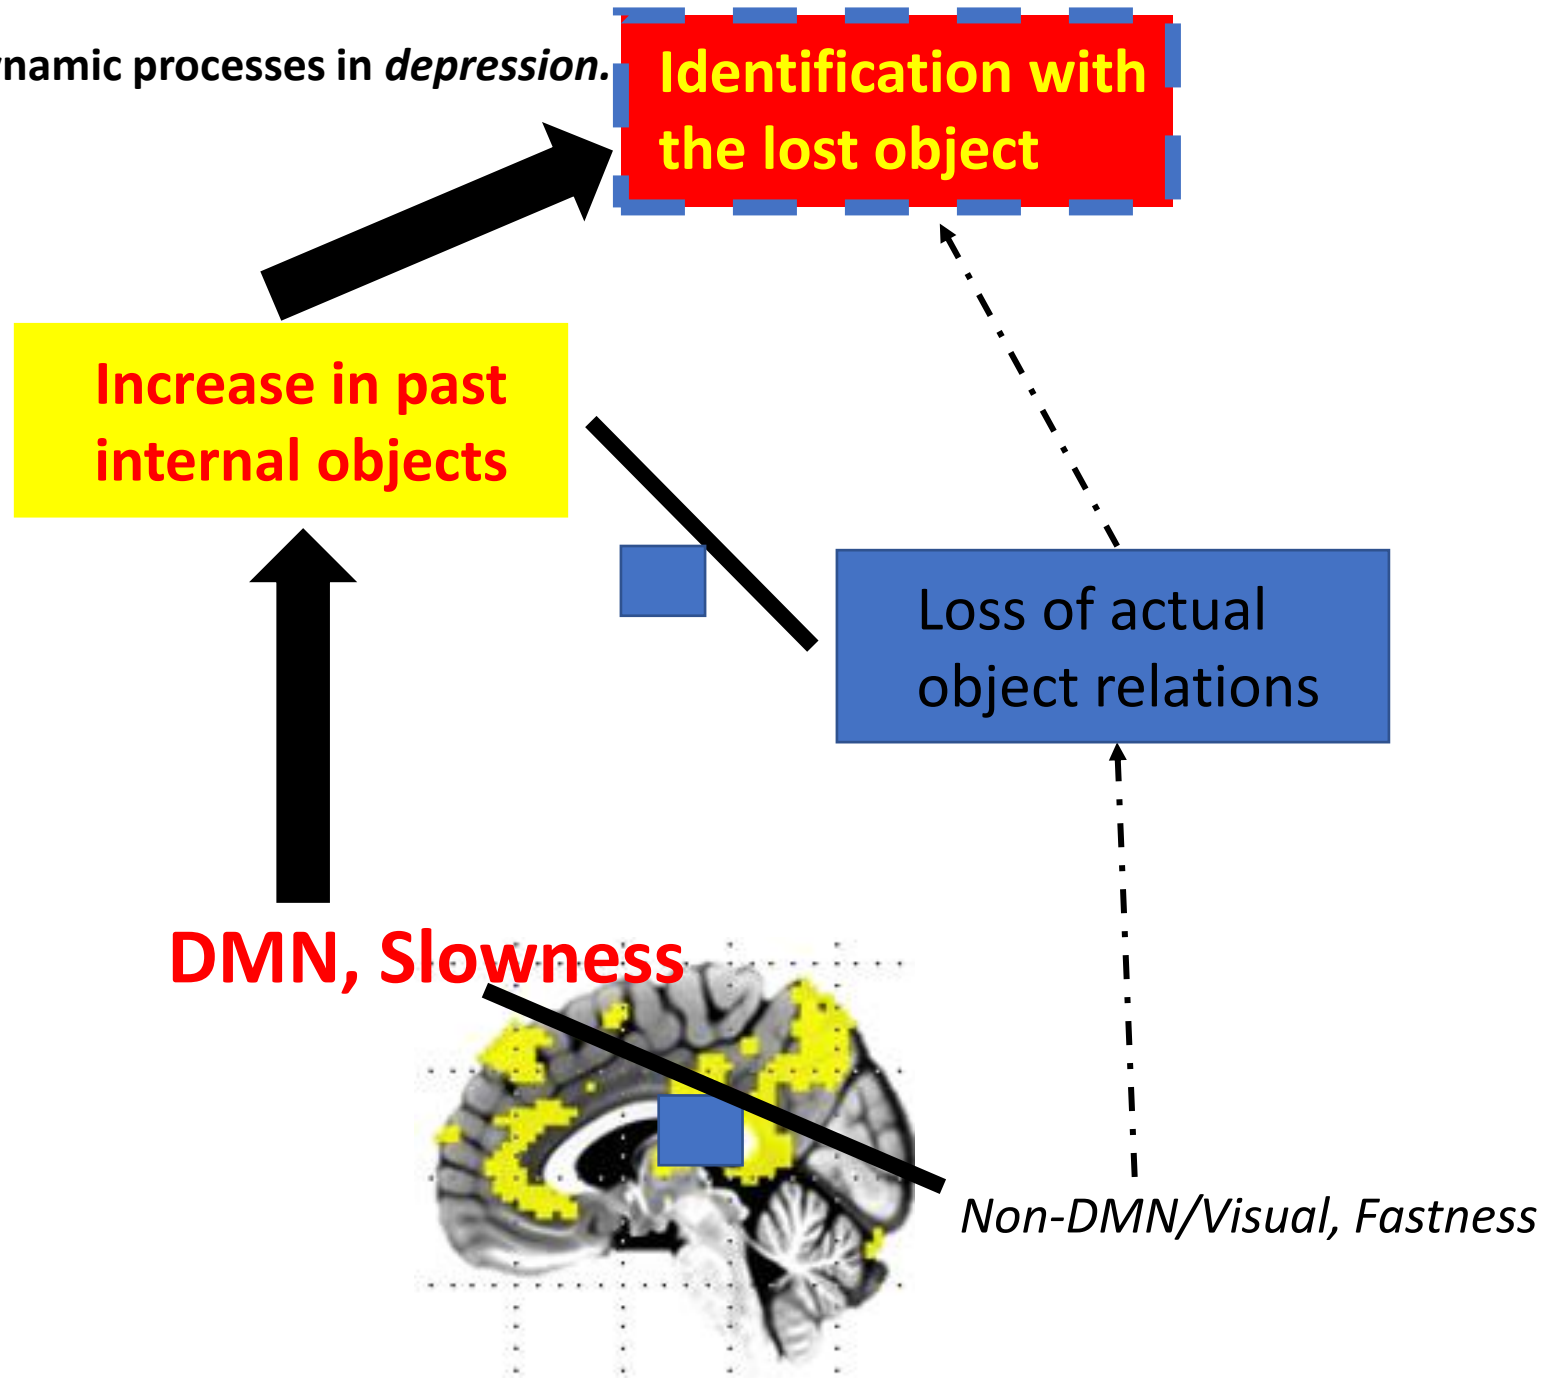 namic processes in depression.
Identification with
the lost object
Increase in past
internal objects
Loss of actual
object relations
DMN, Slowness
Non-DMN/Visual, Fastness